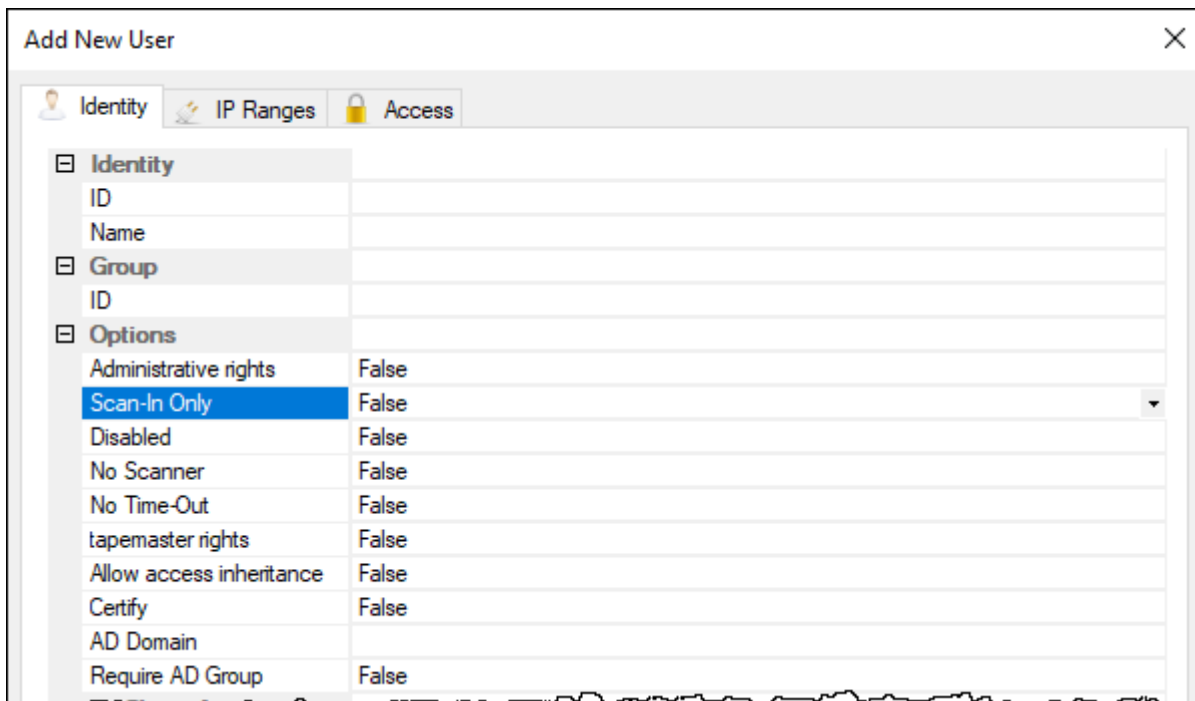 Add New User
Identity IP Ranges Access
Identity
ID
Name
Group
ID
Options
Administrative rights False
Scan-In Only False
Disabled False
No Scanner False
No Time-Out False
tapemaster rights False
Allow access inheritance False
Certify False
AD Domain
Require AD Group False